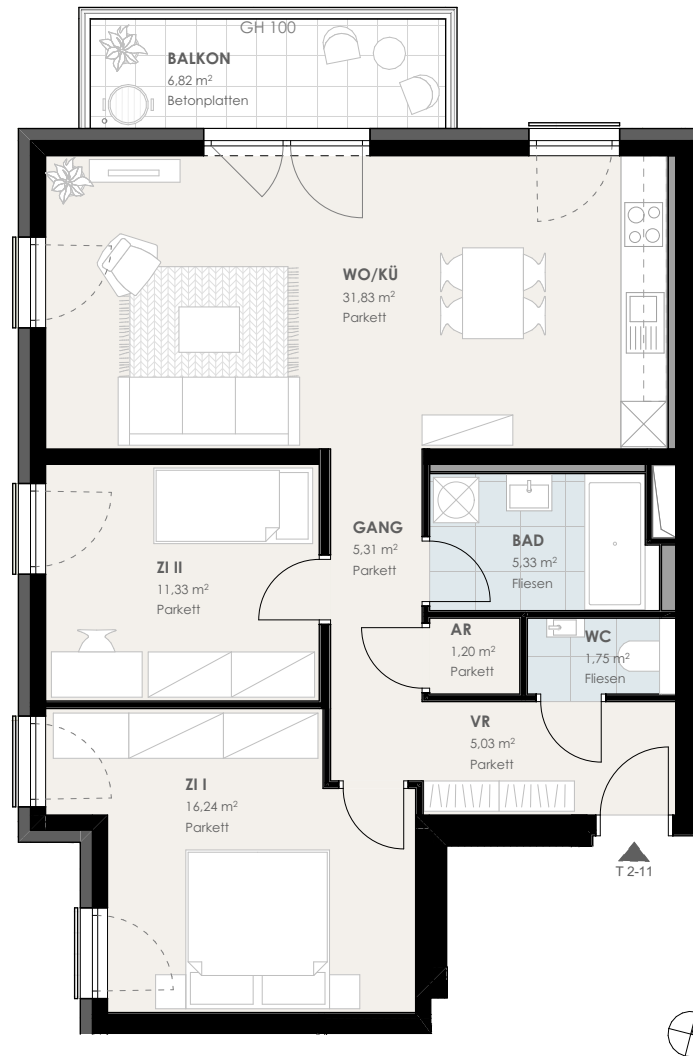 GH 100
BALKON
6,82 m²
Betonplatten
WO/KÜ
31,83 m²
Parkett
GANG
5,31 m²
Parkett
BAD
5,33 m²
Fliesen
ZI II
11,33 m²
Parkett
AR
1,20 m²
Parkett
WC
1,75 m²
Fliesen
VR
5,03 m²
Parkett
ZI I
16,24 m²
Parkett
T 2-11